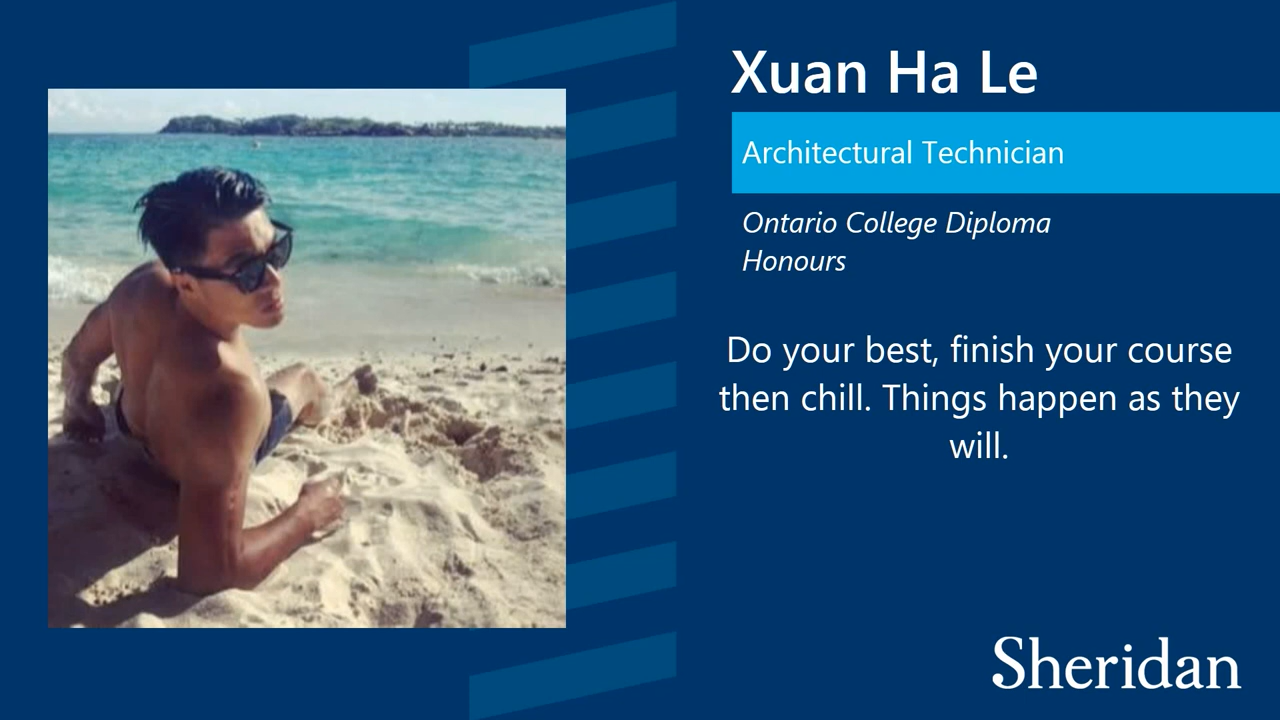 Xuan Ha Le
Architectural Technician
Ontario College Diploma
Honours
Do your best, finish your course
then chill. Things happen as they
will.
Sheridan